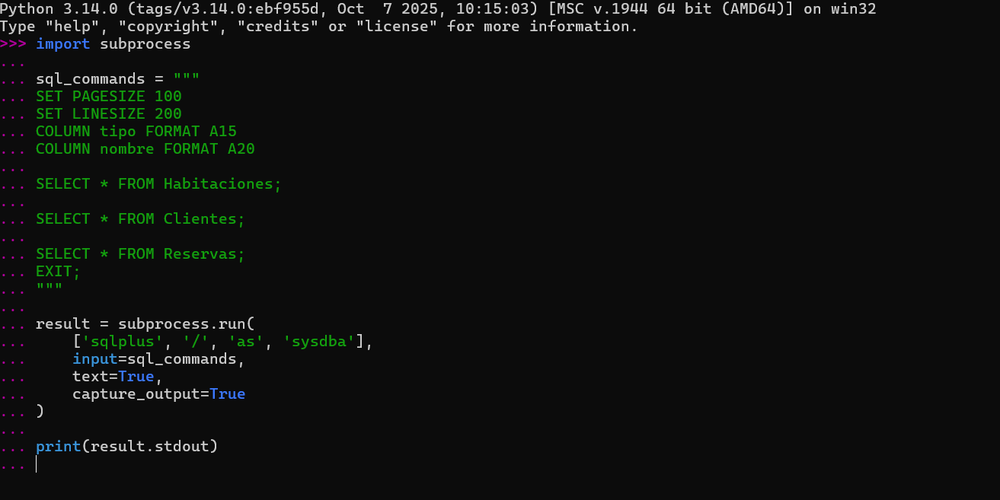 Python 3.14.0 (tags/v3.14.0:ebf955d, Oct  7 2025, 10:15:03) [MSC v.1944 64 bit (AMD64)] on win32
Type "help", "copyright", "credits" or "license" for more information.
>>> import subprocess
...
... sql_commands = """
... SET PAGESIZE 100
... SET LINESIZE 200
... COLUMN tipo FORMAT A15
... COLUMN nombre FORMAT A20
...
... SELECT * FROM Habitaciones;
...
... SELECT * FROM Clientes;
...
... SELECT * FROM Reservas;
... EXIT;
... """
...
... result = subprocess.run(
...     ['sqlplus', '/', 'as', 'sysdba'],
...     input=sql_commands,
...     text=True,
...     capture_output=True
... )
...
... print(result.stdout)
...